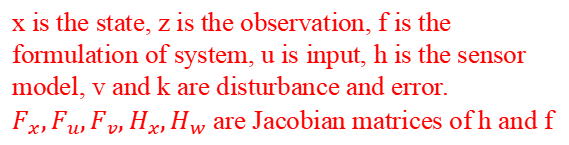 x is the state, z is the observation, f is the
formulation of system, u is input, h is the sensor
model, v and k are disturbance and error.
𝐹ₓ, 𝐹ᵤ, 𝐹ᵥ, 𝐻ₓ, 𝐻_w are Jacobian matrices of h and f